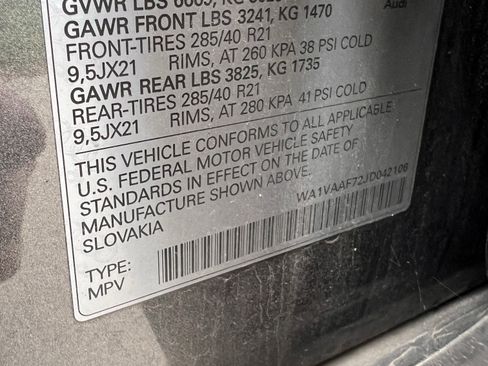 GVWR LBS
Audi
GAWR FRONT LBS 3241, KG 1470
FRONT-TIRES 285/40 R21
9,5JX21 RIMS, AT 260 KPA 38 PSI COLD
GAWR REAR LBS 3825, KG 1735
REAR-TIRES 285/40 R21
9,5JX21 RIMS, AT 280 KPA 41 PSI COLD
THIS VEHICLE CONFORMS TO ALL APPLICABLE
U.S. FEDERAL MOTOR VEHICLE SAFETY
STANDARDS IN EFFECT ON THE DATE OF
MANUFACTURE SHOWN ABOVE.
SLOVAKIA
WA1VAAF72JD042106
TYPE:
MPV